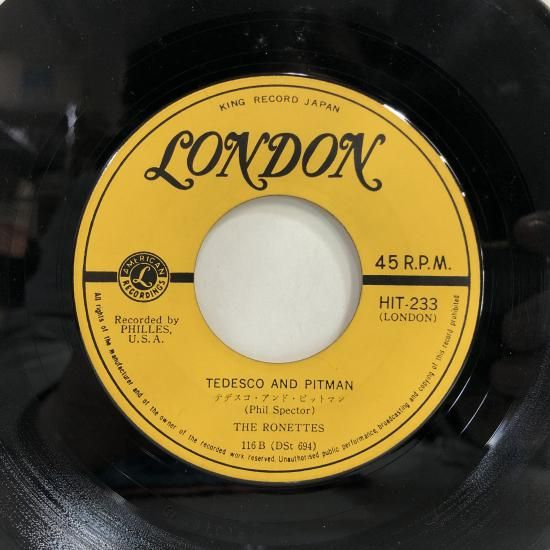 KING RECORD JAPAN
LONDON
45 R.P.M.
AMERICAN
L
RECORDINGS
HIT-233
(LONDON)
Recorded by
PHILLES,
U.S.A.
TEDESCO AND PITMAN
テデスコ・アンド・ピットマン
(Phil Spector)
THE RONETTES
116 B (DSt 694)
All rights of the manufacturer and of the owner of the recorded work reserved. Unauthorised public performance, broadcasting and copying of this record prohibited